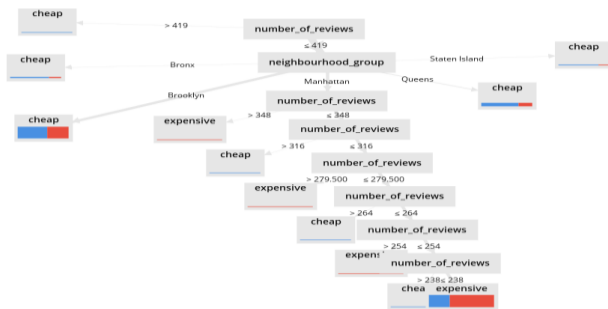 cheap
> 419
number_of_reviews
≤ 419
cheap
Bronx
neighbourhood_group
Staten Island
cheap
Manhattan
Queens
cheap
Brooklyn
cheap
number_of_reviews
> 348
≤ 348
expensive
number_of_reviews
> 316
≤ 316
cheap
number_of_reviews
> 279.500
≤ 279.500
expensive
number_of_reviews
> 264
≤ 264
cheap
number_of_reviews
> 254
≤ 254
expens
number_of_reviews
> 238
≤ 238
chea
expensive